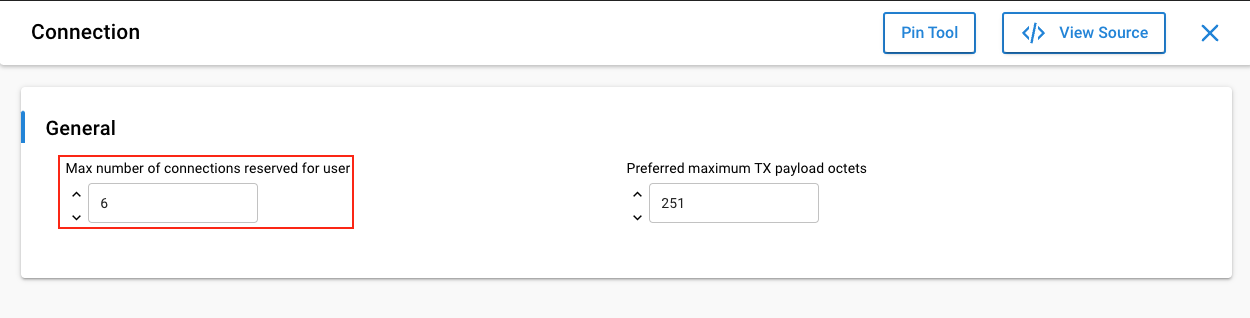 Connection
Pin Tool
</> View Source
General
Max number of connections reserved for user
6
Preferred maximum TX payload octets
251